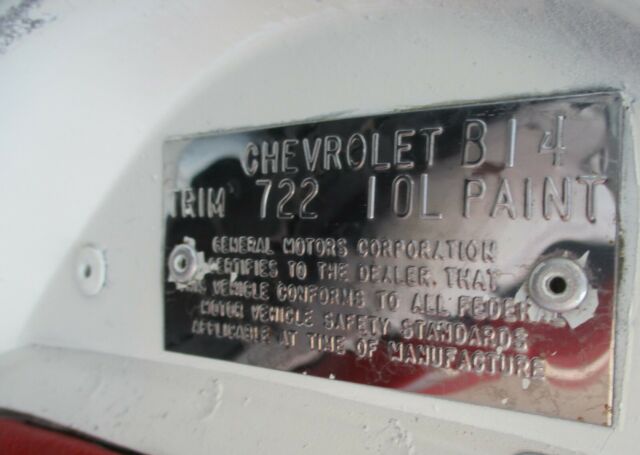 CHEVROLET B14
TRIM 722 10L PAINT
GENERAL MOTORS CORPORATION
CERTIFIES TO THE DEALER THAT
THIS VEHICLE CONFORMS TO ALL FEDERAL
MOTOR VEHICLE SAFETY STANDARDS
APPLICABLE AT TIME OF MANUFACTURE